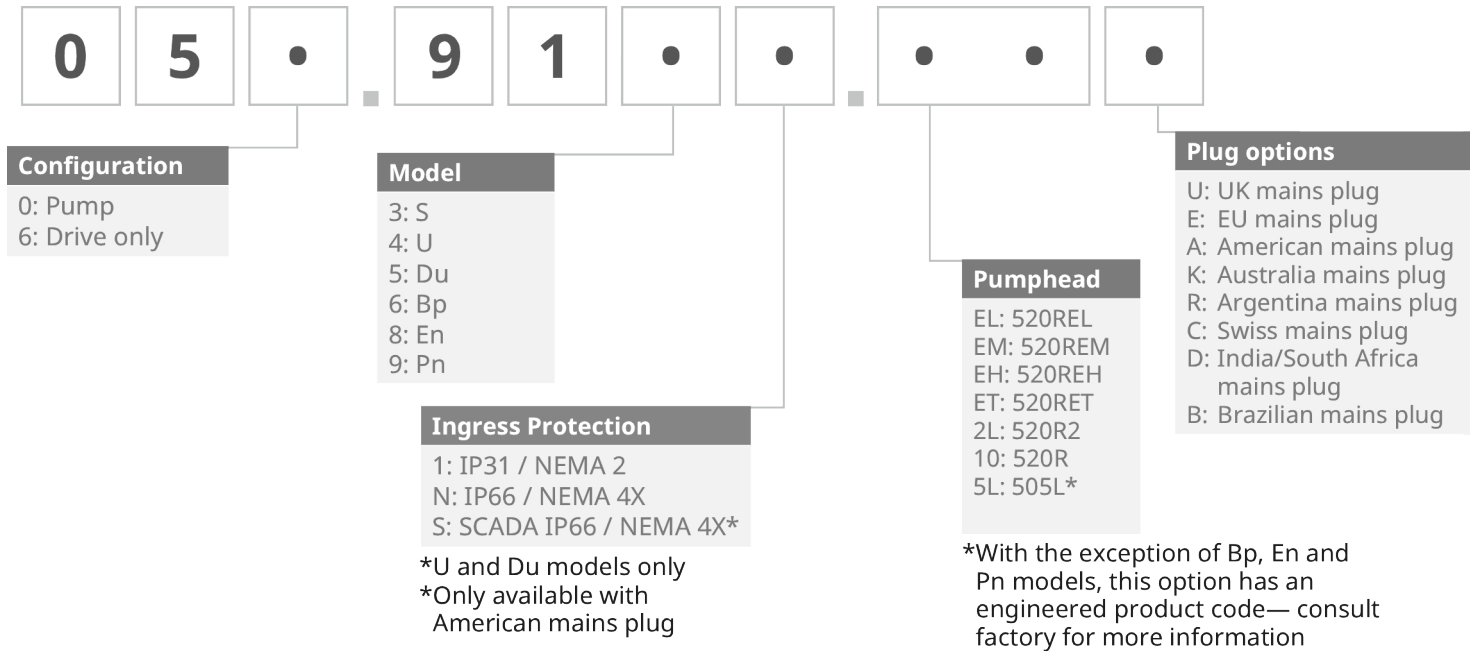 0 5 • . 9 1 • • . • • •
Configuration
0: Pump
6: Drive only
Model
3: S
4: U
5: Du
6: Bp
8: En
9: Pn
Ingress Protection
1: IP31 / NEMA 2
N: IP66 / NEMA 4X
S: SCADA IP66 / NEMA 4X*
*U and Du models only
*Only available with
American mains plug
Pumphead
EL: 520REL
EM: 520REM
EH: 520REH
ET: 520RET
2L: 520R2
10: 520R
5L: 505L*
*With the exception of Bp, En and
Pn models, this option has an
engineered product code— consult
factory for more information
Plug options
U: UK mains plug
E: EU mains plug
A: American mains plug
K: Australia mains plug
R: Argentina mains plug
C: Swiss mains plug
D: India/South Africa
mains plug
B: Brazilian mains plug